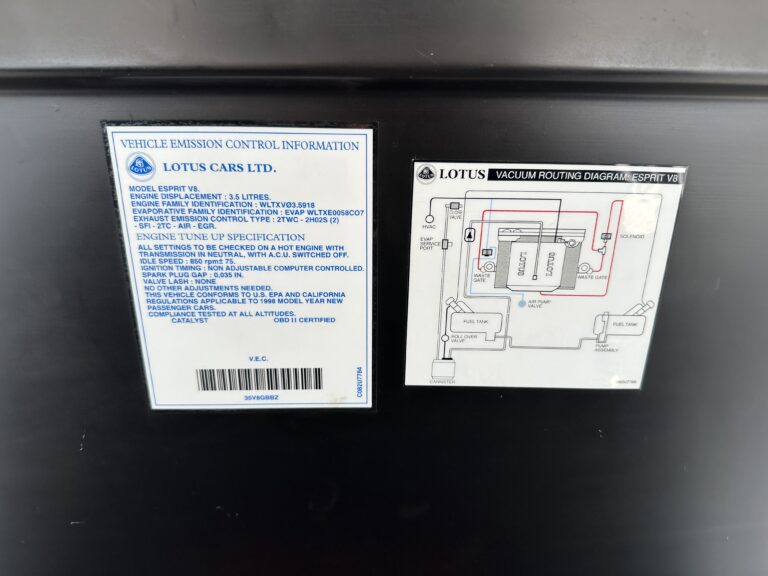 VEHICLE EMISSION CONTROL INFORMATION
LOTUS
LOTUS CARS LTD.
MODEL ESPRIT V8.
ENGINE DISPLACEMENT : 3.5 LITRES.
ENGINE FAMILY IDENTIFICATION : WLTXVØ3.5918
EVAPORATIVE FAMILY IDENTIFICATION : EVAP WLTXE0058CO7
EXHAUST EMISSION CONTROL TYPE : 2TWC - 2HO2S (2)
- SFI - 2TC - AIR - EGR.
ENGINE TUNE UP SPECIFICATION
ALL SETTINGS TO BE CHECKED ON A HOT ENGINE WITH
TRANSMISSION IN NEUTRAL, WITH A.C.U. SWITCHED OFF.
IDLE SPEED : 850 rpm± 75.
IGNITION TIMING : NON ADJUSTABLE COMPUTER CONTROLLED.
SPARK PLUG GAP : 0,035 IN.
VALVE LASH : NONE
NO OTHER ADJUSTMENTS NEEDED.
THIS VEHICLE CONFORMS TO U.S. EPA AND CALIFORNIA
REGULATIONS APPLICABLE TO 1998 MODEL YEAR NEW
PASSENGER CARS.
COMPLIANCE TESTED AT ALL ALTITUDES.
CATALYST OBD II CERTIFIED
V.E.C.
35V8GBBZ
C082U7784
LOTUS
LOTUS VACUUM ROUTING DIAGRAM: ESPRIT V8
HVAC
FLOW
VALVE
SOLENOID
EVAP
SERVICE
PORT
LOTUS
LOTUS
WASTE
GATE
WASTE GATE
AIR PUMP
VALVE
FUEL TANK
FUEL TANK
ROLL OVER
VALVE
PUMP
ASSEMBLY
CANNISTER